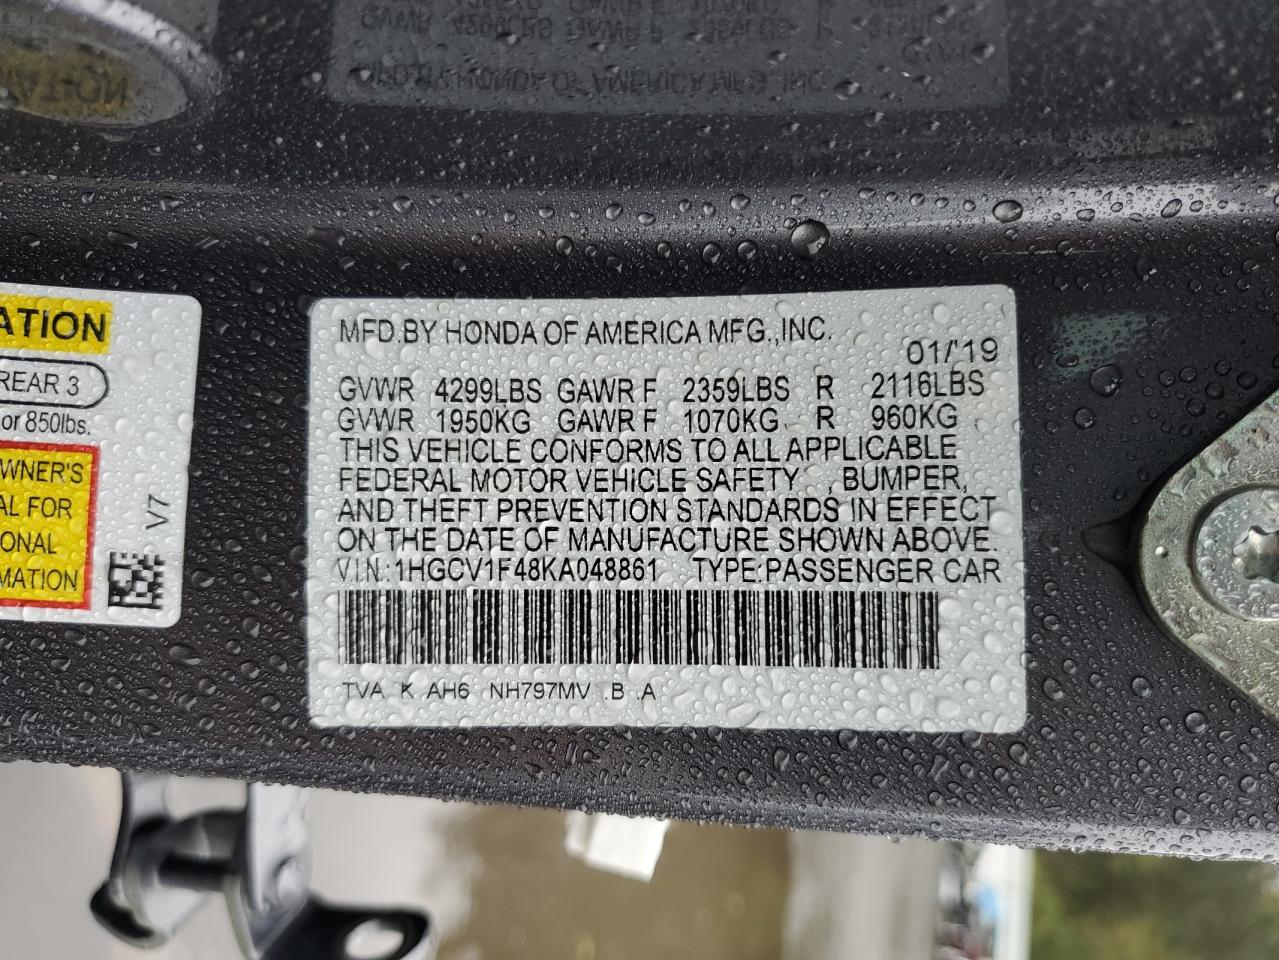 ATION
REAR 3
or 850lbs.
WNER'S
AL FOR
ONAL
MATION
V7
MFD.BY HONDA OF AMERICA MFG.,INC.
01/'19
GVWR 4299LBS GAWR F 2359LBS R 2116LBS
GVWR 1950KG GAWR F 1070KG R 960KG
THIS VEHICLE CONFORMS TO ALL APPLICABLE
FEDERAL MOTOR VEHICLE SAFETY , BUMPER,
AND THEFT PREVENTION STANDARDS IN EFFECT
ON THE DATE OF MANUFACTURE SHOWN ABOVE.
V.I.N.:1HGCV1F48KA048861 TYPE:PASSENGER CAR
TVA K AH6 NH797MV .B .A